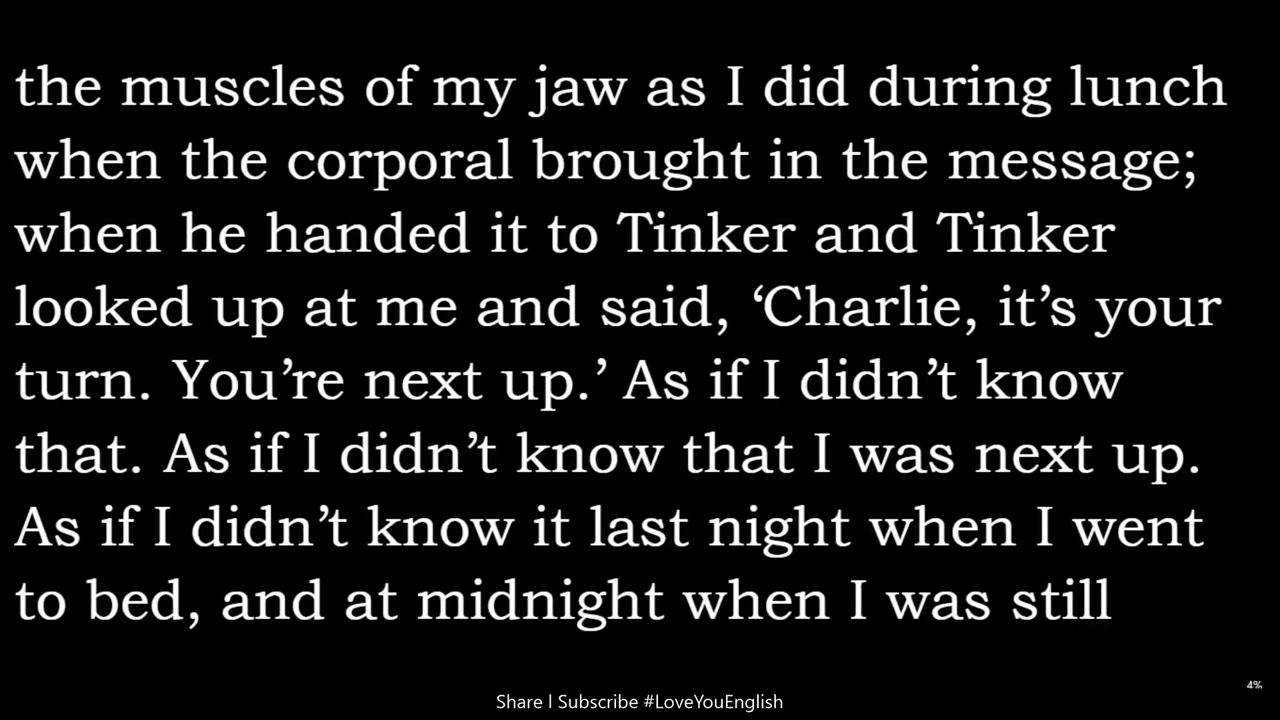 the muscles of my jaw as I did during lunch
when the corporal brought in the message;
when he handed it to Tinker and Tinker
looked up at me and said, ‘Charlie, it’s your
turn. You’re next up.’ As if I didn’t know
that. As if I didn’t know that I was next up.
As if I didn’t know it last night when I went
to bed, and at midnight when I was still
4%
Share | Subscribe #LoveYouEnglish